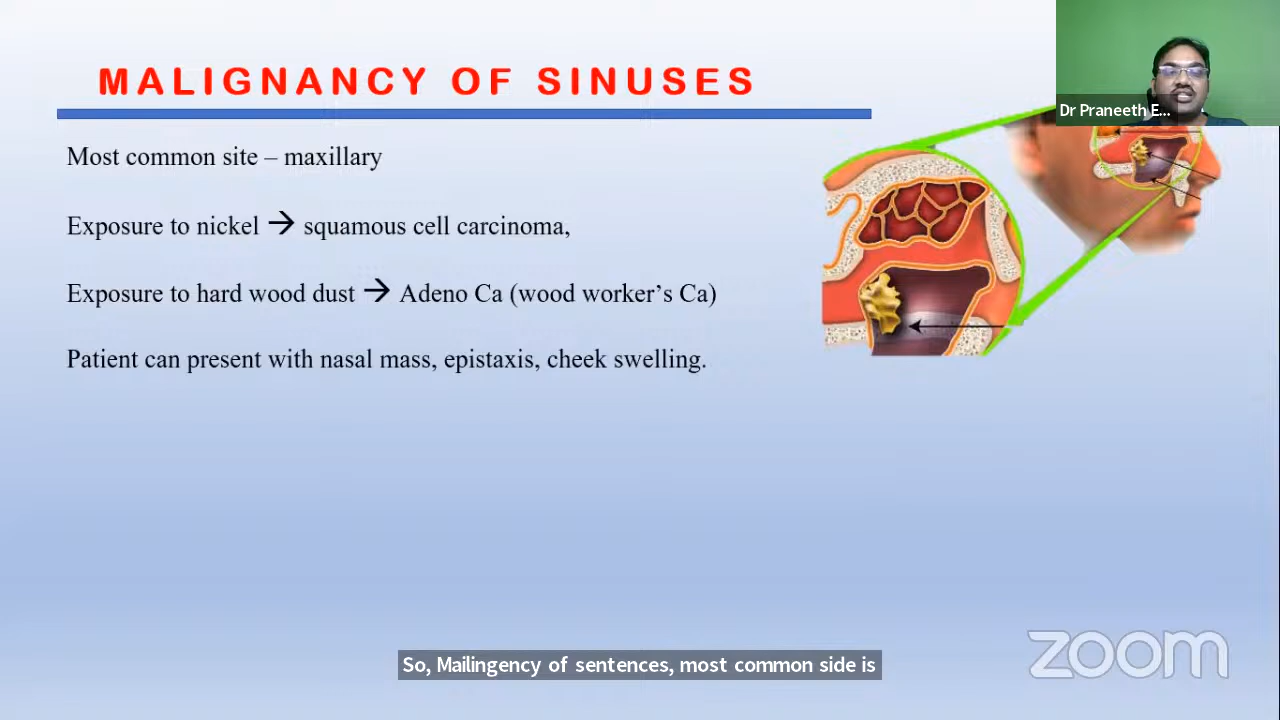 MALIGNANCY OF SINUSES
Dr Praneeth E...
Most common site – maxillary
Exposure to nickel → squamous cell carcinoma,
Exposure to hard wood dust → Adeno Ca (wood worker’s Ca)
Patient can present with nasal mass, epistaxis, cheek swelling.
So, Mailingency of sentences, most common side is
zoom